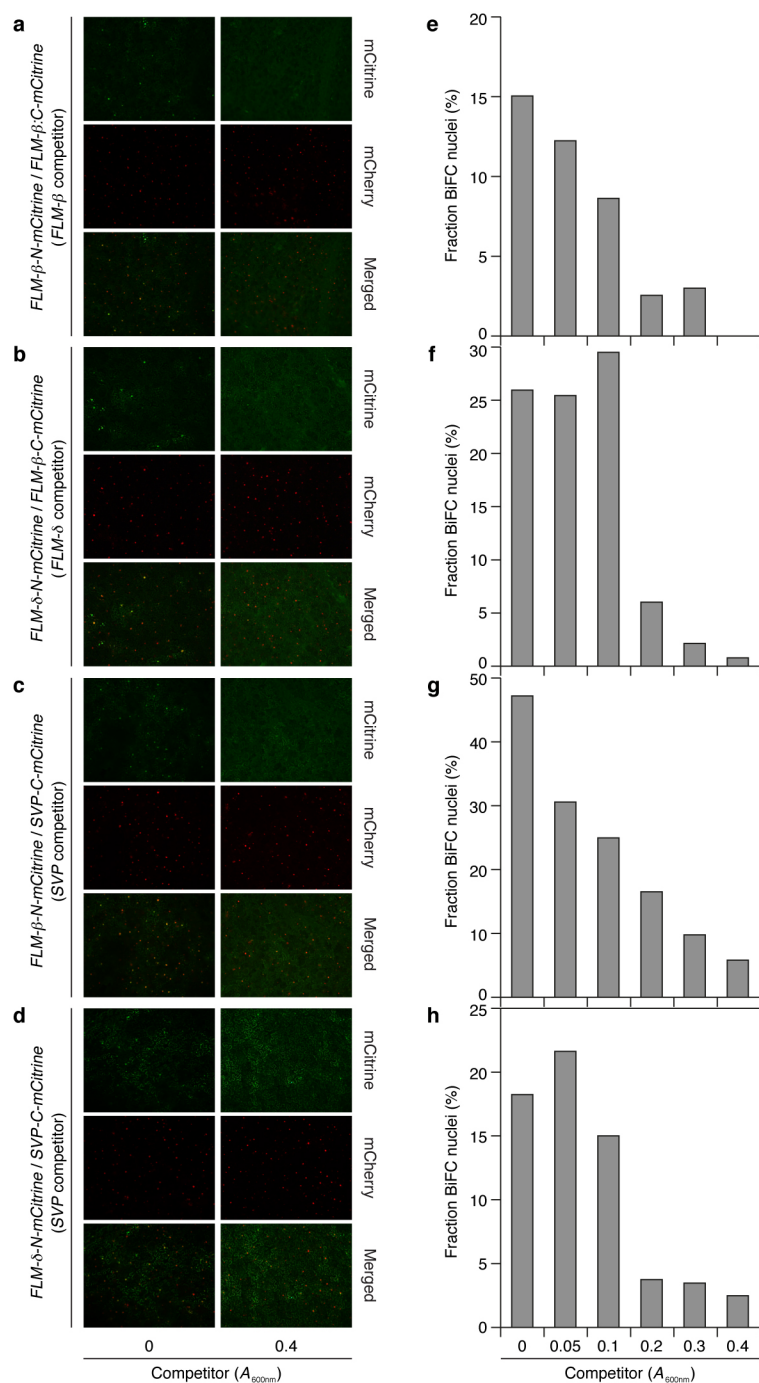 a
FLM-β-N-mCitrine / FLM-β:C-mCitrine
(FLM-β competitor)
mCitrine
mCherry
Merged
b
FLM-δ-N-mCitrine / FLM-β-C-mCitrine
(FLM-δ competitor)
mCitrine
mCherry
Merged
c
FLM-β-N-mCitrine / SVP-C-mCitrine
(SVP competitor)
mCitrine
mCherry
Merged
d
FLM-δ-N-mCitrine / SVP-C-mCitrine
(SVP competitor)
mCitrine
mCherry
Merged
0 0.4
Competitor (A600nm)
e
Fraction BiFC nuclei (%)
20
15
10
5
0
f
Fraction BiFC nuclei (%)
30
25
20
15
10
5
0
g
Fraction BiFC nuclei (%)
50
40
30
20
10
0
h
Fraction BiFC nuclei (%)
25
20
15
10
5
0
0 0.05 0.1 0.2 0.3 0.4
Competitor (A600nm)